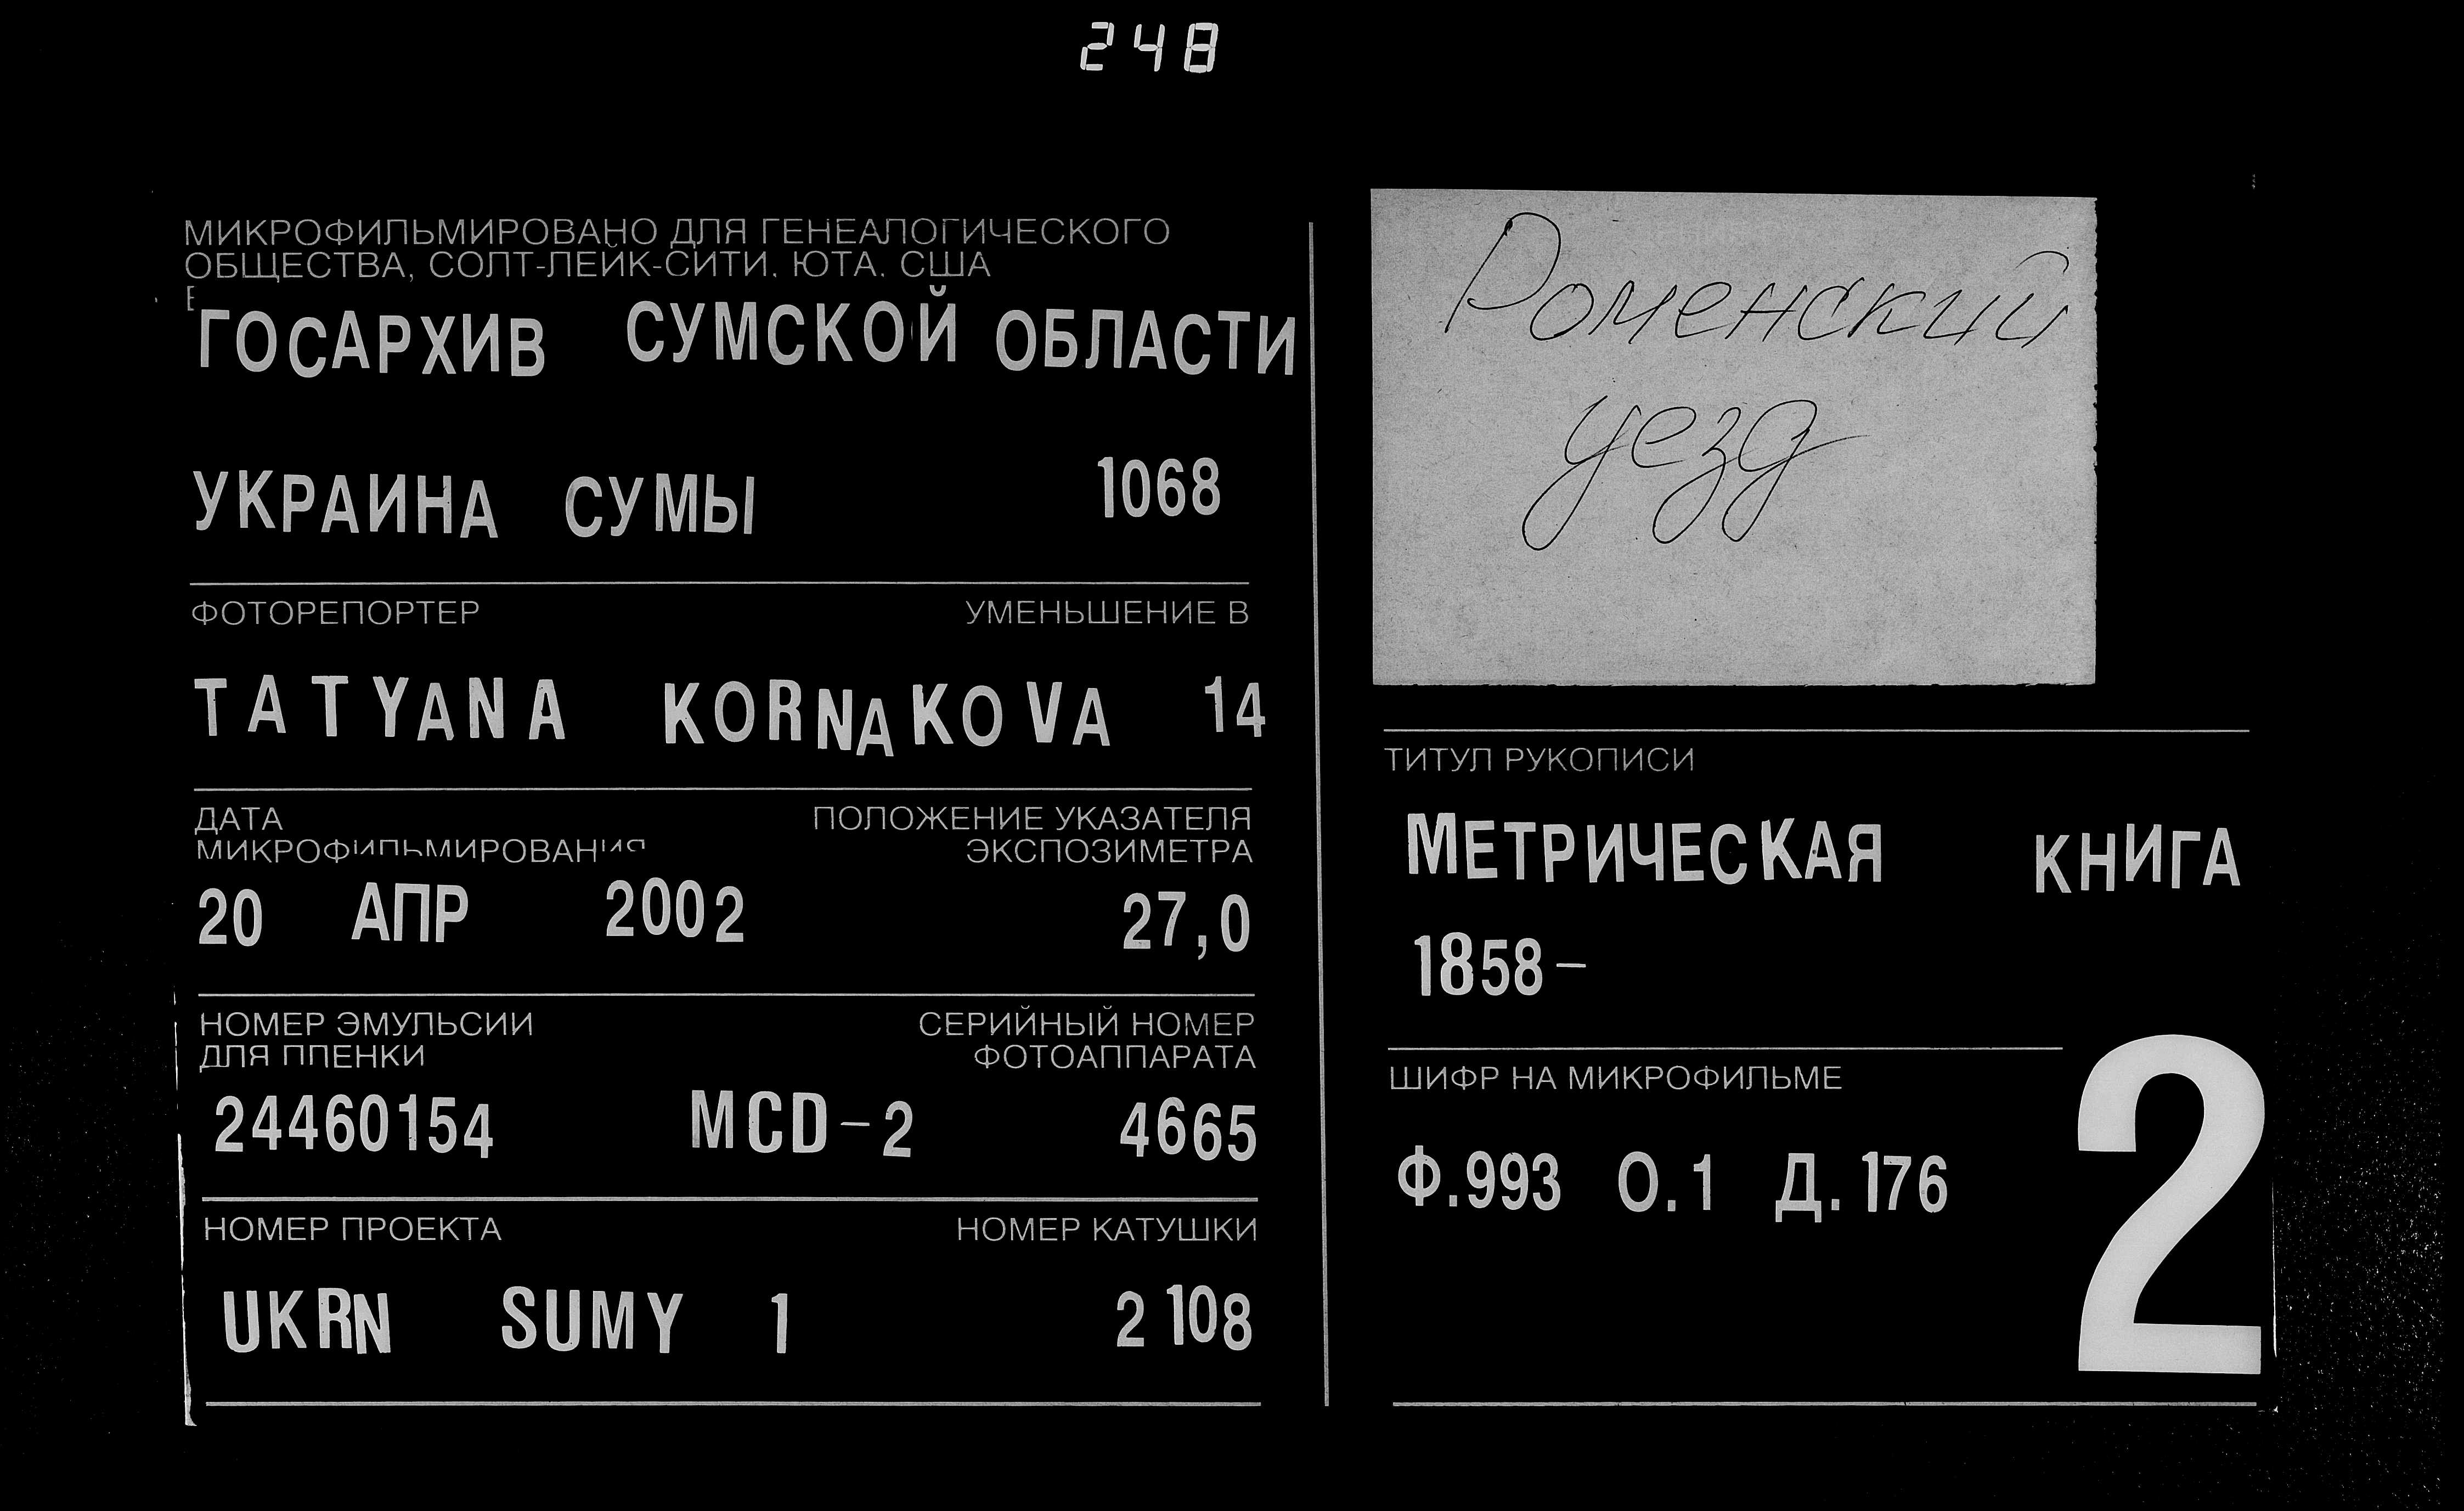 248
МИКРОФИЛЬМИРОВАНО ДЛЯ ГЕНЕАЛОГИЧЕСКОГО
ОБЩЕСТВА, СОЛТ-ЛЕЙК-СИТИ, ЮТА, США
ГОСАРХИВ СУМСКОЙ ОБЛАСТИ
УКРАИНА СУМЫ 1068
ФОТОРЕПОРТЕР УМЕНЬШЕНИЕ В
TATYANA KORNAKOVA 14
ДАТА ПОЛОЖЕНИЕ УКАЗАТЕЛЯ
МИКРОФИЛЬМИРОВАНИЯ ЭКСПОЗИМЕТРА
20 АПР 2002 27,0
НОМЕР ЭМУЛЬСИИ СЕРИЙНЫЙ НОМЕР
ДЛЯ ПЛЕНКИ ФОТОАППАРАТА
24460154 MCD-2 4665
НОМЕР ПРОЕКТА НОМЕР КАТУШКИ
UKRN SUMY 1 2108
Роменский
уезд
ТИТУЛ РУКОПИСИ
МЕТРИЧЕСКАЯ КНИГА
1858-
ШИФР НА МИКРОФИЛЬМЕ
Ф.993 О.1 Д.176
2